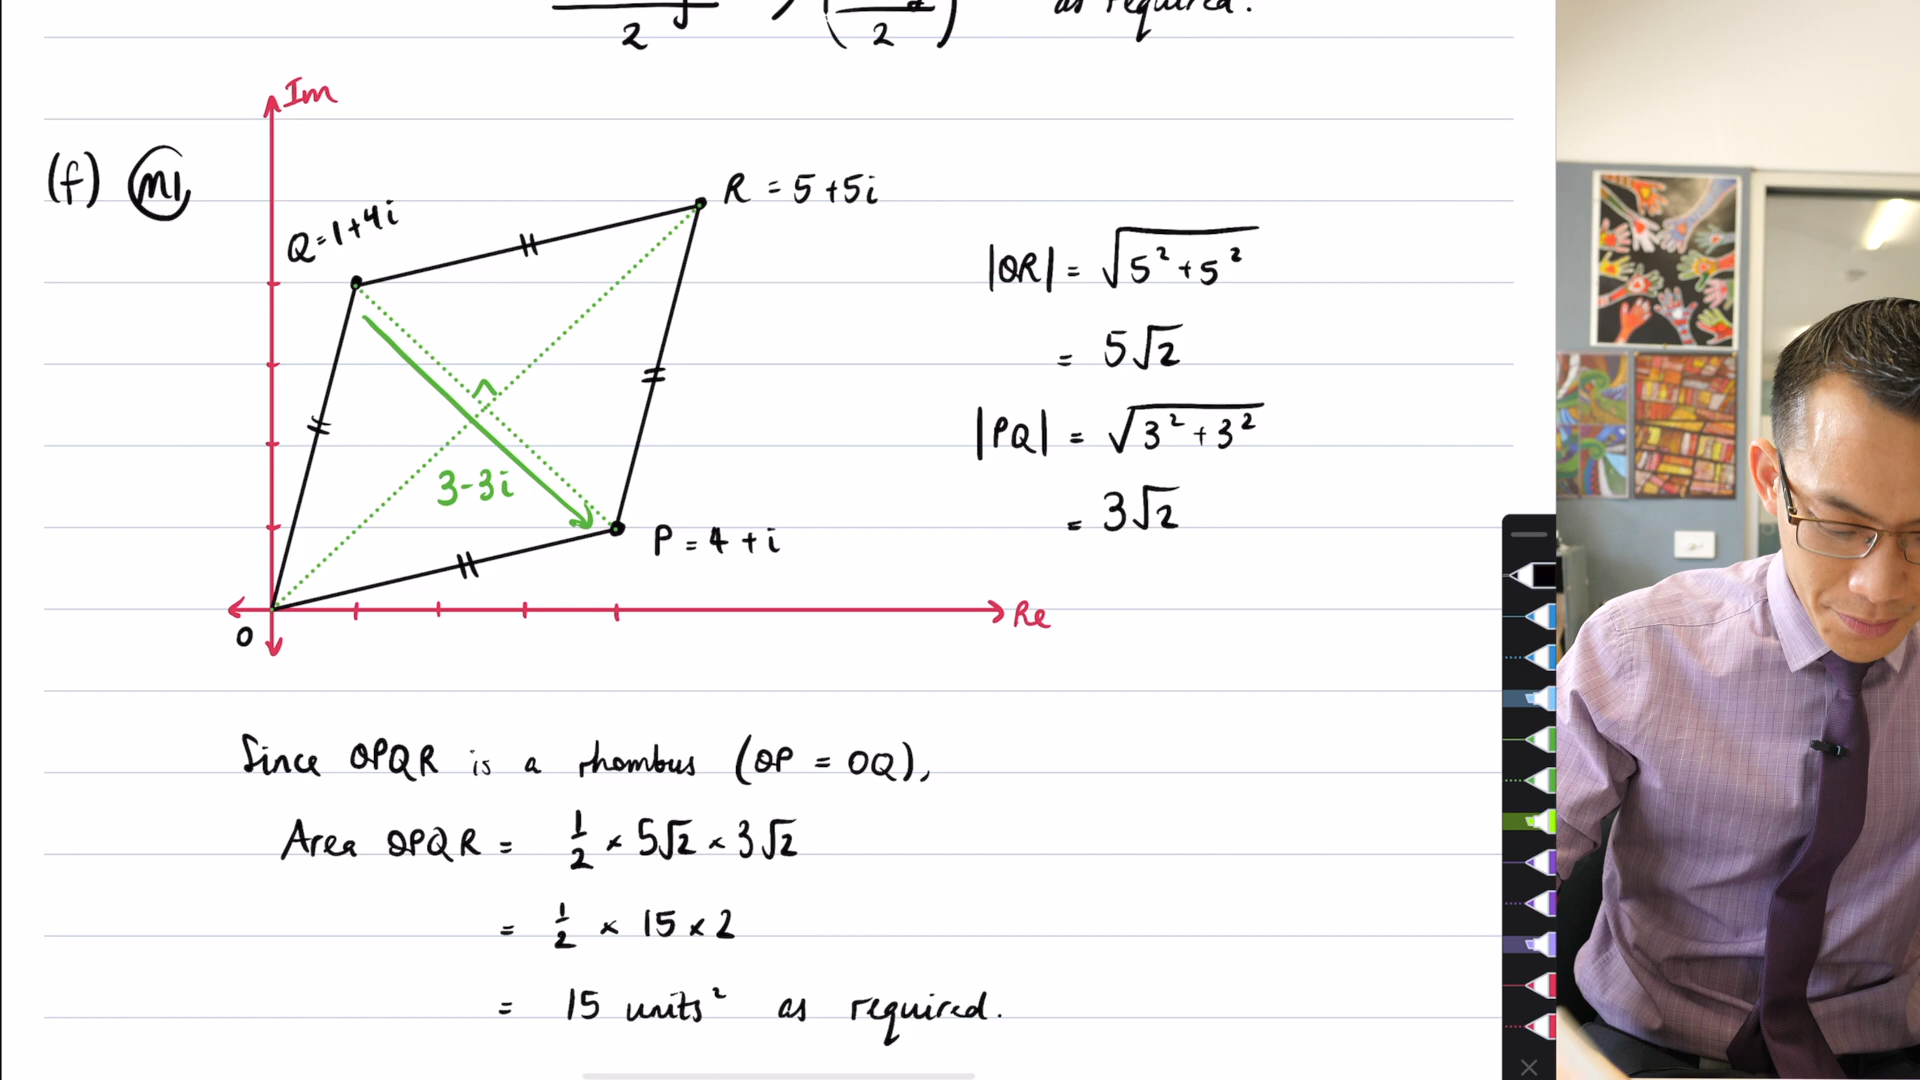 2 2 as required.
Im
(f) M1
R = 5 + 5i
Q = 1 + 4i
|OR| = √5² + 5²
= 5√2
|PQ| = √3² + 3²
3 - 3i
= 3√2
P = 4 + i
Re
O
Since OPQR is a rhombus (OP = OQ),
Area OPQR = 1/2 × 5√2 × 3√2
= 1/2 × 15 × 2
= 15 units² as required.